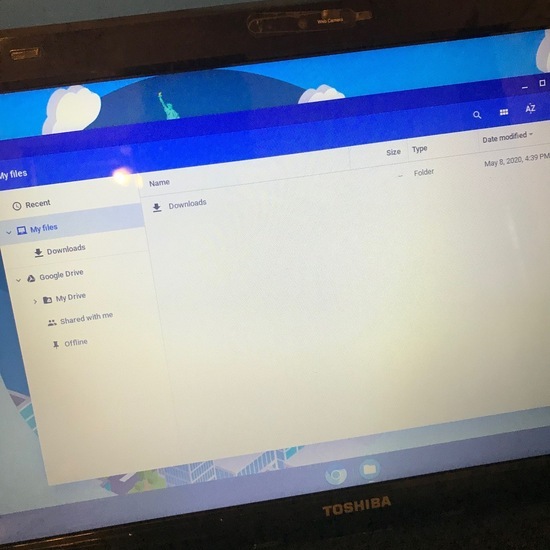 Web Camera
My files
AZ
Name
Size
Type
Date modified
Recent
My files
Downloads
Google Drive
My Drive
Shared with me
Offline
Downloads
--
Folder
May 8, 2020, 4:39 PM
TOSHIBA